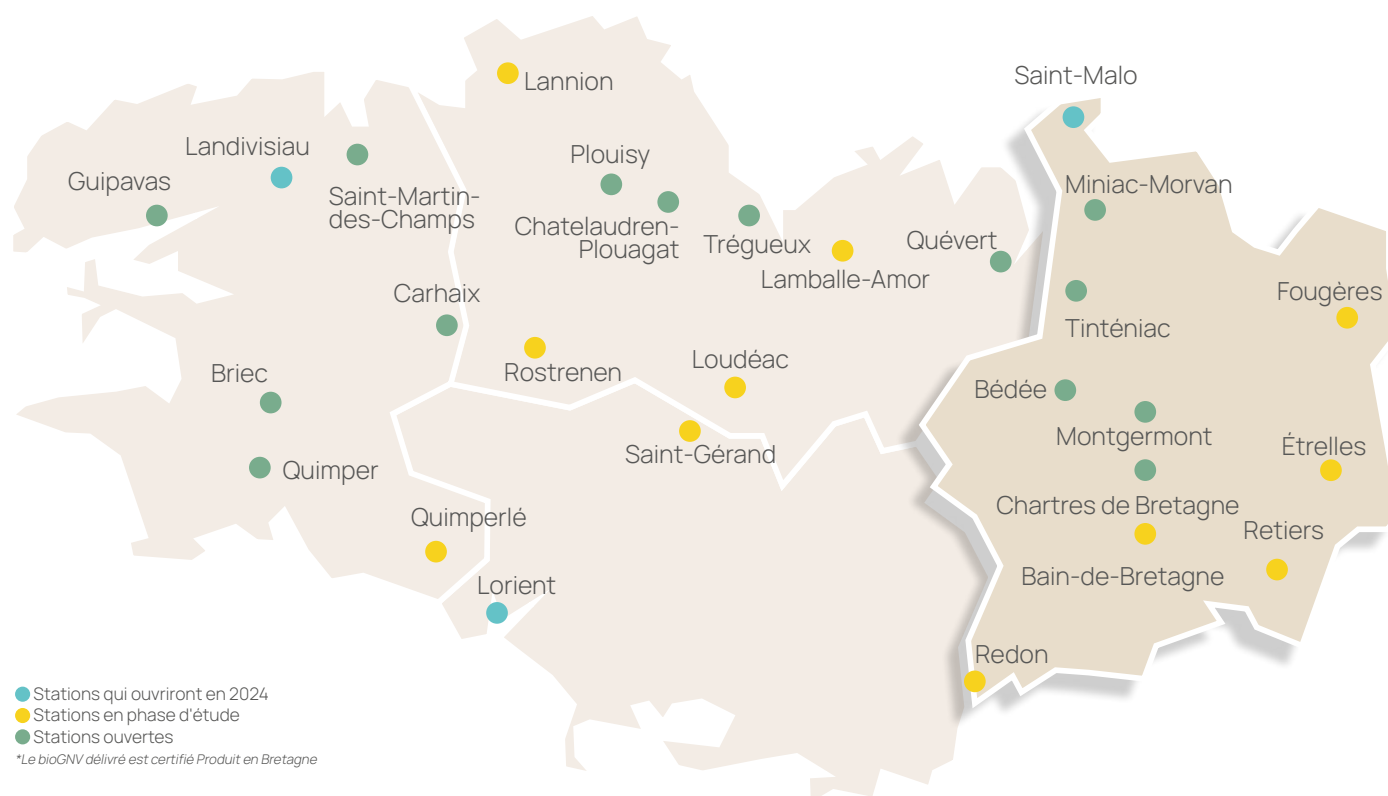 Saint-Malo
Lannion
Landivisiau
Plouisy
Guipavas
Miniac-Morvan
Saint-Martin-
des-Champs
Chatelaudren-
Plouagat
Trégueux
Quévert
Lamballe-Amor
Carhaix
Fougères
Tinténiac
Loudéac
Rostrenen
Briec
Bédée
Montgermont
Étrelles
Saint-Gérand
Quimper
Chartres de Bretagne
Quimperlé
Retiers
Bain-de-Bretagne
Lorient
Redon
Stations qui ouvriront en 2024
Stations en phase d'étude
Stations ouvertes
*Le bioGNV délivré est certifié Produit en Bretagne